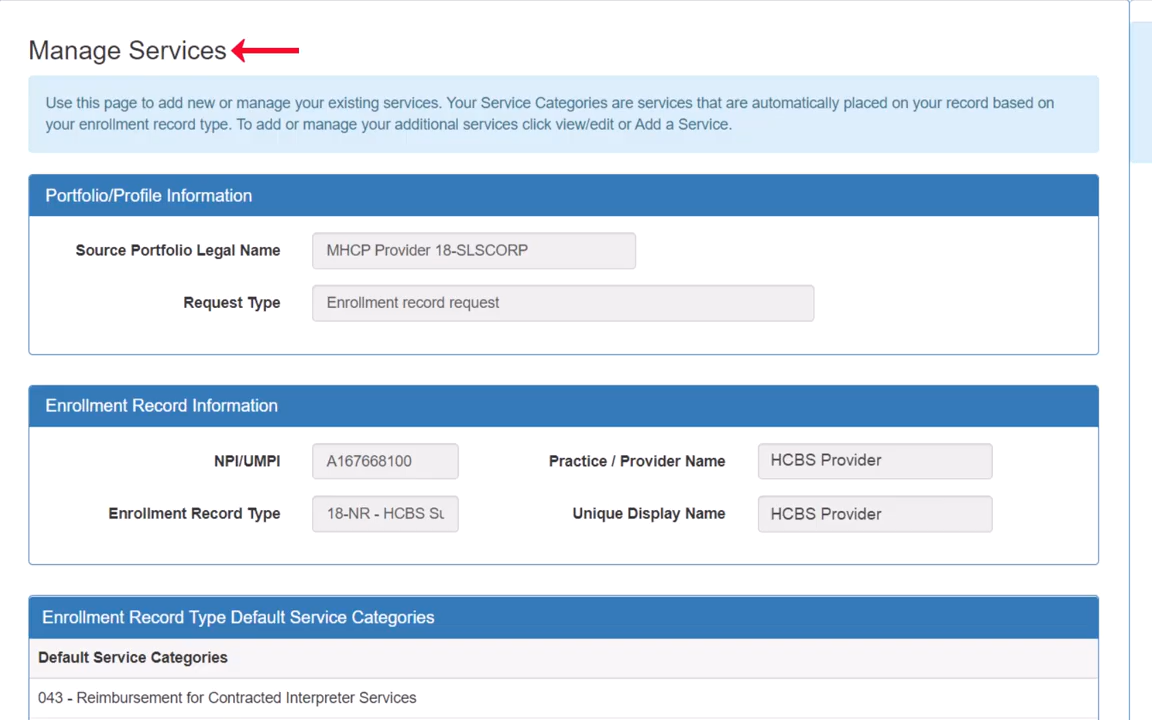 Manage Services
Use this page to add new or manage your existing services. Your Service Categories are services that are automatically placed on your record based on
your enrollment record type. To add or manage your additional services click view/edit or Add a Service.
Portfolio/Profile Information
Source Portfolio Legal Name MHCP Provider 18-SLSCORP
Request Type Enrollment record request
Enrollment Record Information
NPI/UMPI A167668100 Practice / Provider Name HCBS Provider
Enrollment Record Type 18-NR - HCBS Su Unique Display Name HCBS Provider
Enrollment Record Type Default Service Categories
Default Service Categories
043 - Reimbursement for Contracted Interpreter Services